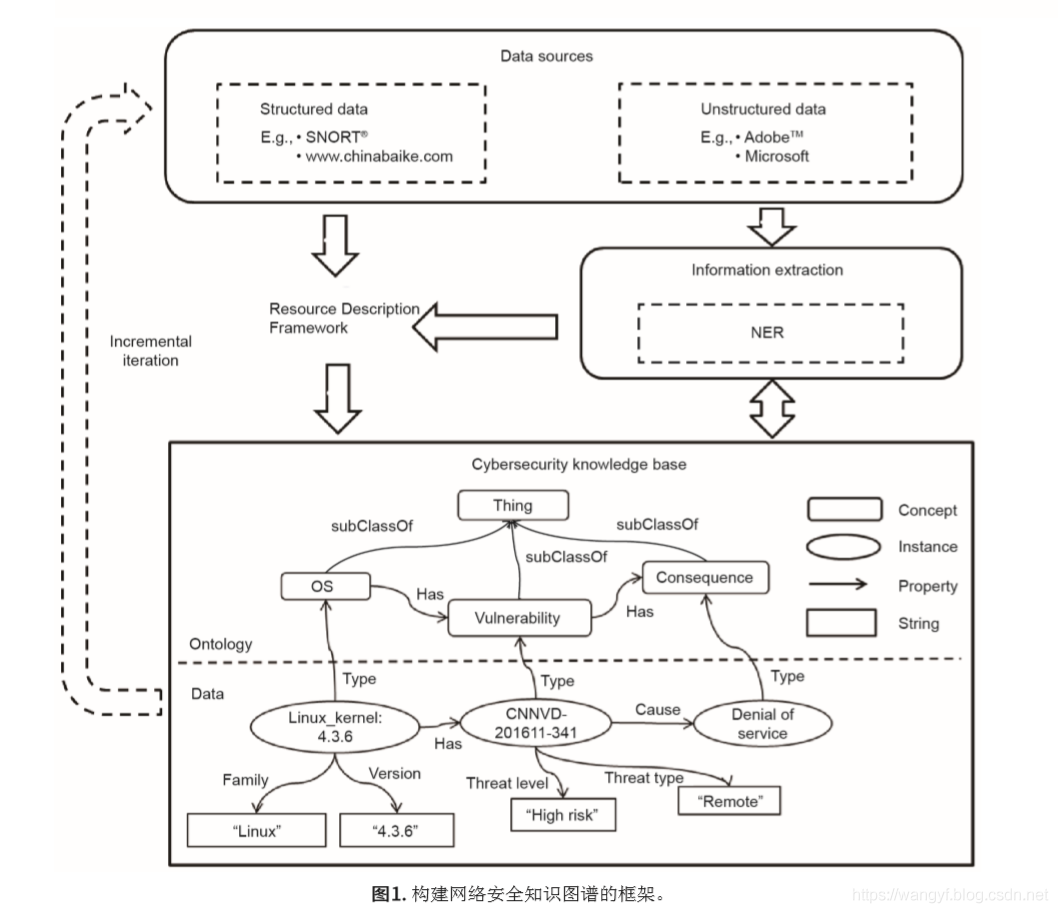 Data sources
Structured data
E.g., • SNORT®
• www.chinabaike.com
Unstructured data
E.g., • Adobe™
• Microsoft
Information extraction
NER
Resource Description
Framework
Incremental
iteration
Cybersecurity knowledge base
Thing
subClassOf
subClassOf
subClassOf
OS
Has
Vulnerability
Has
Consequence
Concept
Instance
Property
String
Ontology
Data
Type
Type
Type
Linux_kernel:
4.3.6
Has
CNNVD-
201611-341
Cause
Denial of
service
Family
Version
Threat level
Threat type
"Linux"
"4.3.6"
"High risk"
"Remote"
图1. 构建网络安全知识图谱的框架。
https://wangyf.blog.csdn.net